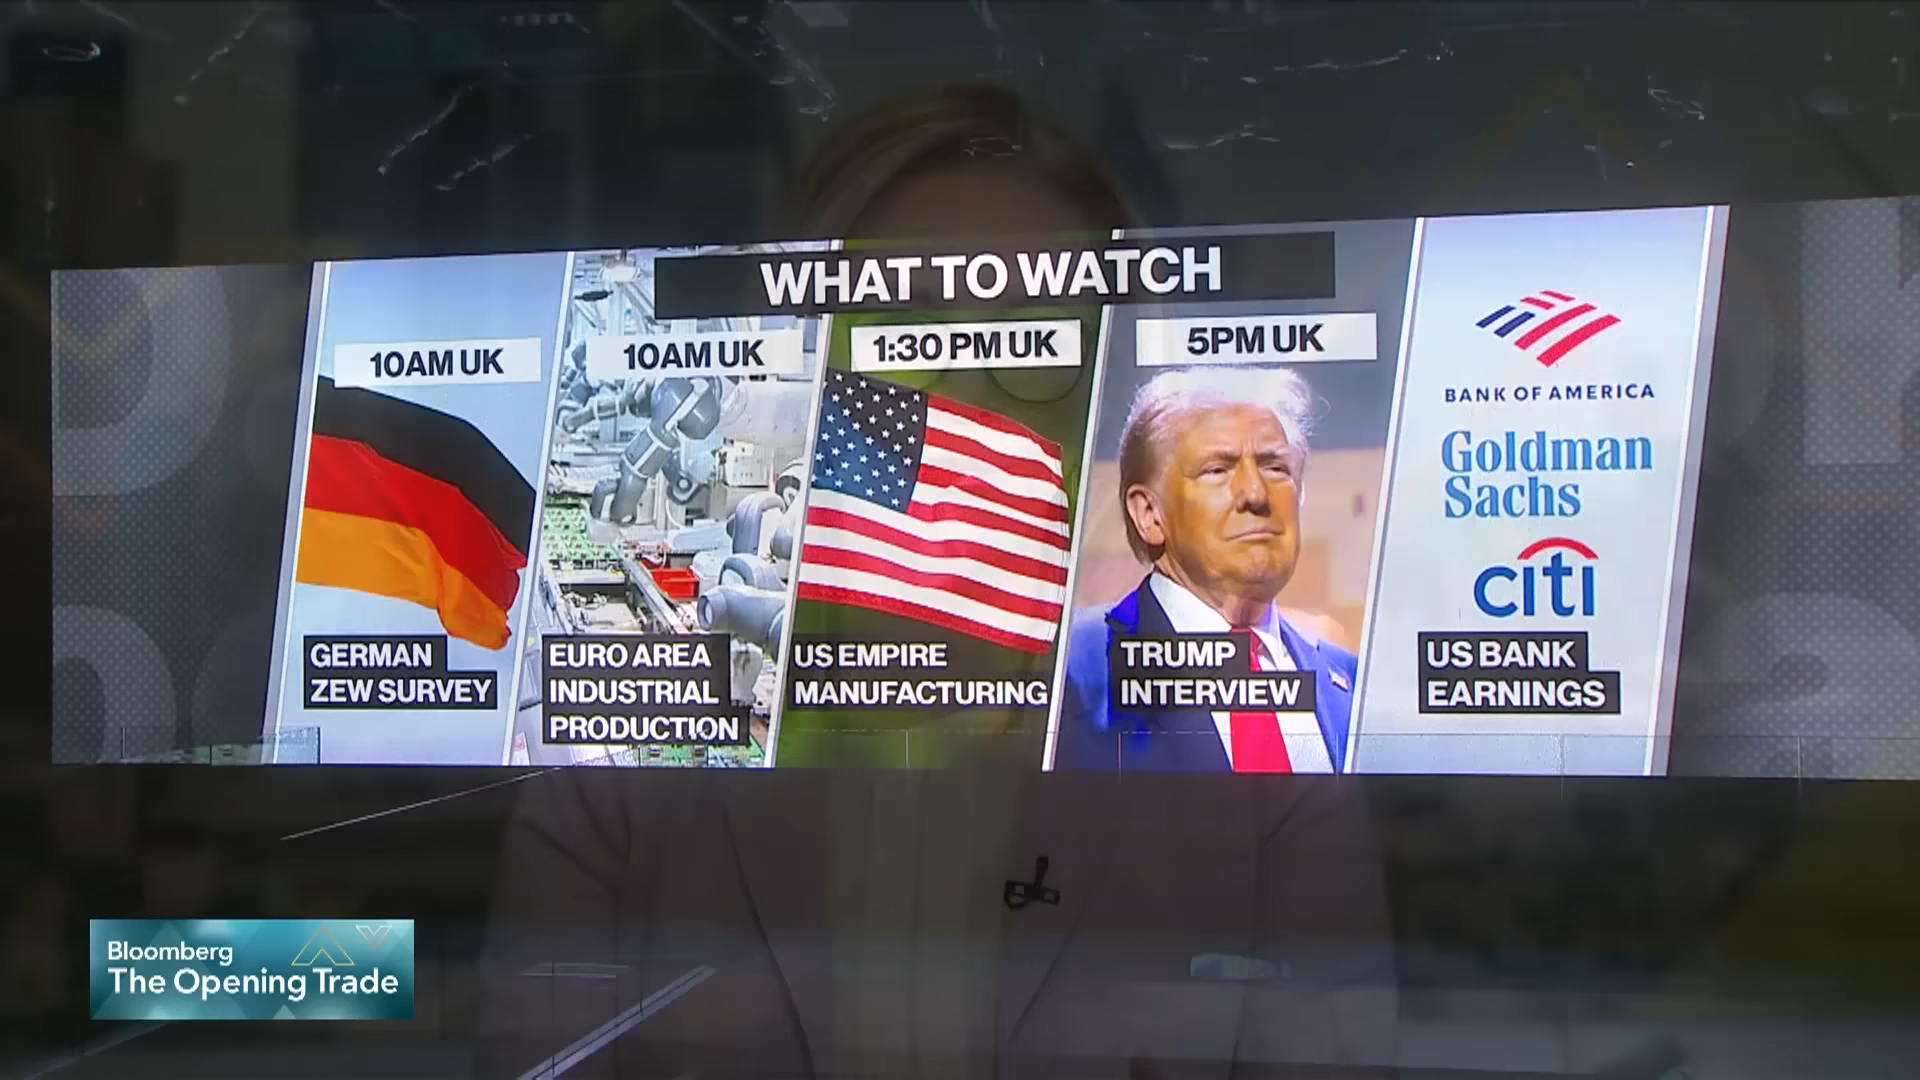 WHAT TO WATCH
10AM UK
GERMAN
ZEW SURVEY
10AM UK
EURO AREA
INDUSTRIAL
PRODUCTION
1:30 PM UK
US EMPIRE
MANUFACTURING
5PM UK
TRUMP
INTERVIEW
BANK OF AMERICA
Goldman
Sachs
citi
US BANK
EARNINGS
Bloomberg
The Opening Trade